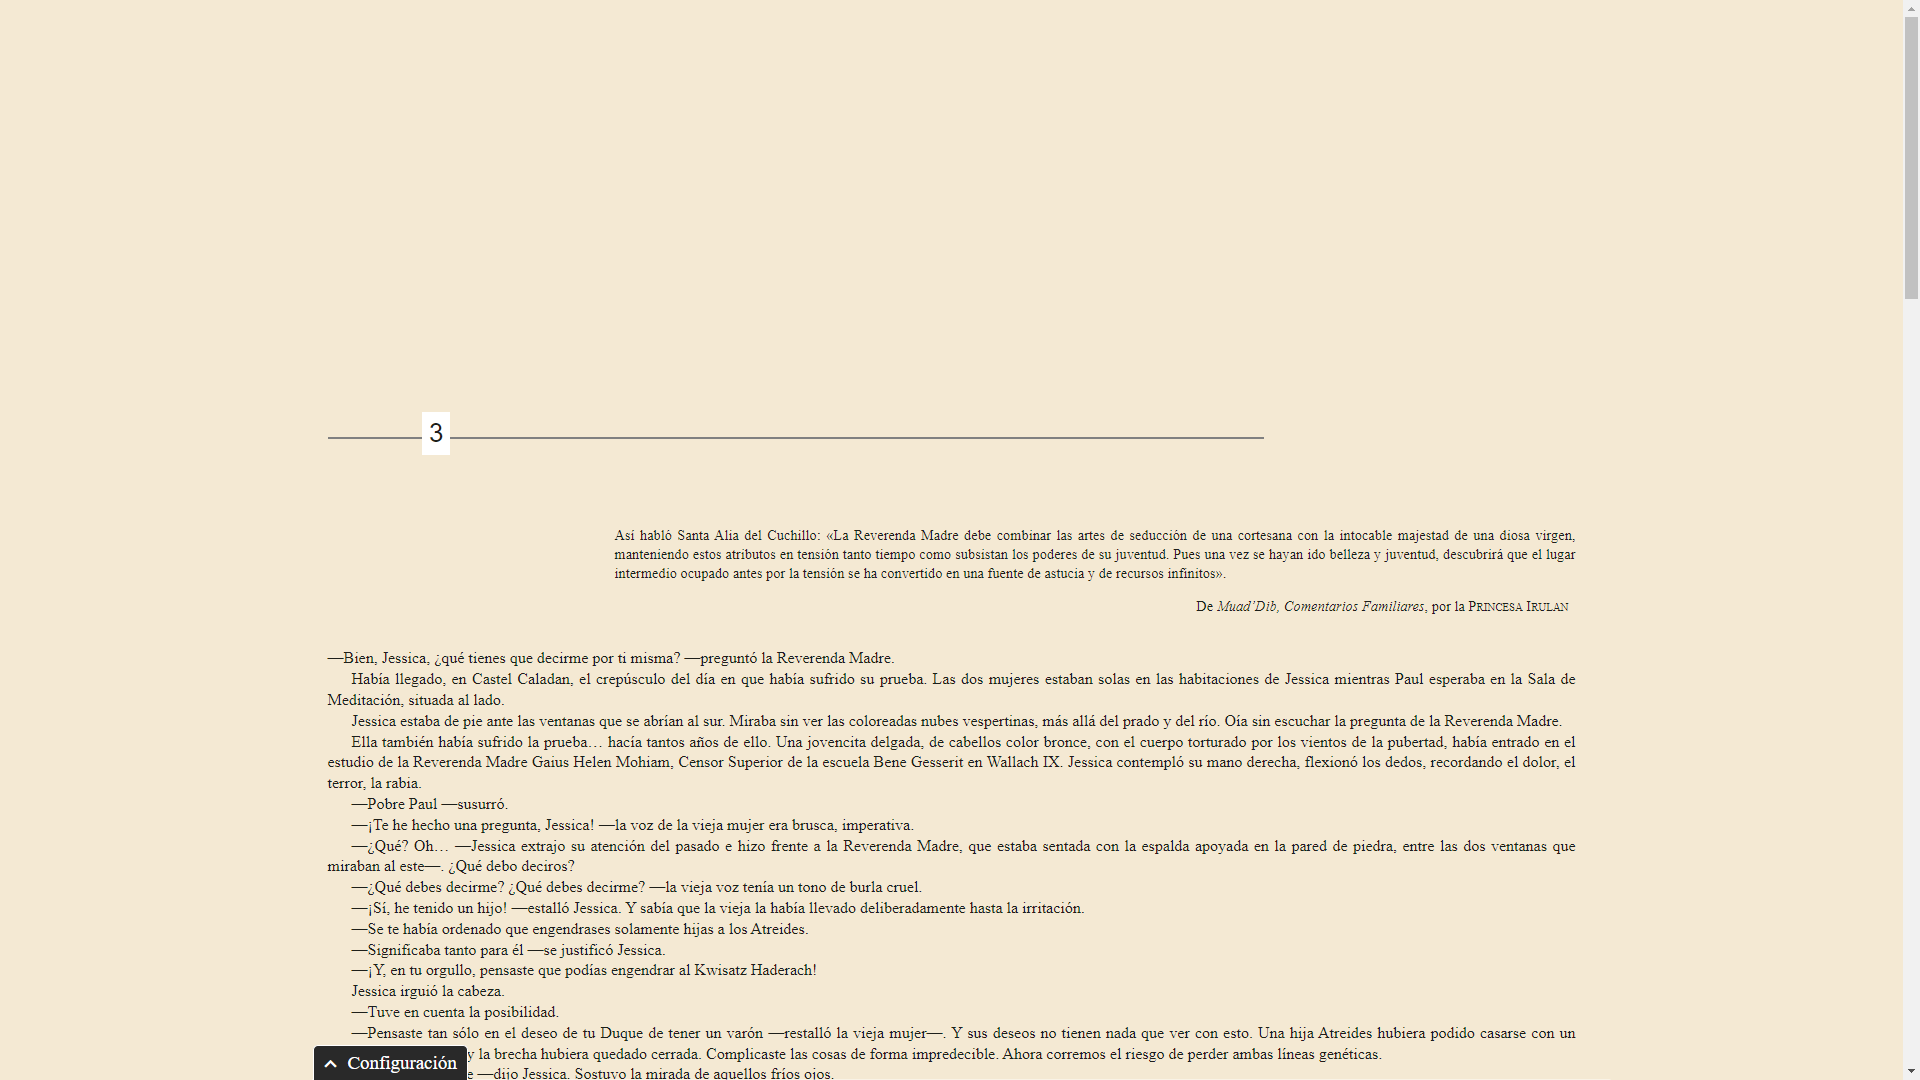 3
Así habló Santa Alia del Cuchillo: «La Reverenda Madre debe combinar las artes de seducción de una cortesana con la intocable majestad de una diosa virgen,
manteniendo estos atributos en tensión tanto tiempo como subsistan los poderes de su juventud. Pues una vez se hayan ido belleza y juventud, descubrirá que el lugar
intermedio ocupado antes por la tensión se ha convertido en una fuente de astucia y de recursos infinitos».
De Muad’Dib, Comentarios Familiares, por la PRINCESA IRULAN
—Bien, Jessica, ¿qué tienes que decirme por ti misma? —preguntó la Reverenda Madre.
Había llegado, en Castel Caladan, el crepúsculo del día en que había sufrido su prueba. Las dos mujeres estaban solas en las habitaciones de Jessica mientras Paul esperaba en la Sala de
Meditación, situada al lado.
Jessica estaba de pie ante las ventanas que se abrían al sur. Miraba sin ver las coloreadas nubes vespertinas, más allá del prado y del río. Oía sin escuchar la pregunta de la Reverenda Madre.
Ella también había sufrido la prueba… hacía tantos años de ello. Una jovencita delgada, de cabellos color bronce, con el cuerpo torturado por los vientos de la pubertad, había entrado en el
estudio de la Reverenda Madre Gaius Helen Mohiam, Censor Superior de la escuela Bene Gesserit en Wallach IX. Jessica contempló su mano derecha, flexionó los dedos, recordando el dolor, el
terror, la rabia.
—Pobre Paul —susurró.
—¡Te he hecho una pregunta, Jessica! —la voz de la vieja mujer era brusca, imperativa.
—¿Qué? Oh… —Jessica extrajo su atención del pasado e hizo frente a la Reverenda Madre, que estaba sentada con la espalda apoyada en la pared de piedra, entre las dos ventanas que
miraban al este—. ¿Qué debo deciros?
—¿Qué debes decirme? ¿Qué debes decirme? —la vieja voz tenía un tono de burla cruel.
—¡Sí, he tenido un hijo! —estalló Jessica. Y sabía que la vieja la había llevado deliberadamente hasta la irritación.
—Se te había ordenado que engendrases solamente hijas a los Atreides.
—Significaba tanto para él —se justificó Jessica.
—¡Y, en tu orgullo, pensaste que podías engendrar al Kwisatz Haderach!
Jessica irguió la cabeza.
—Tuve en cuenta la posibilidad.
—Pensaste tan sólo en el deseo de tu Duque de tener un varón —restalló la vieja mujer—. Y sus deseos no tienen nada que ver con esto. Una hija Atreides hubiera podido casarse con un
y la brecha hubiera quedado cerrada. Complicaste las cosas de forma impredecible. Ahora corremos el riesgo de perder ambas líneas genéticas.
e —dijo Jessica. Sostuvo la mirada de aquellos fríos ojos.
Configuración